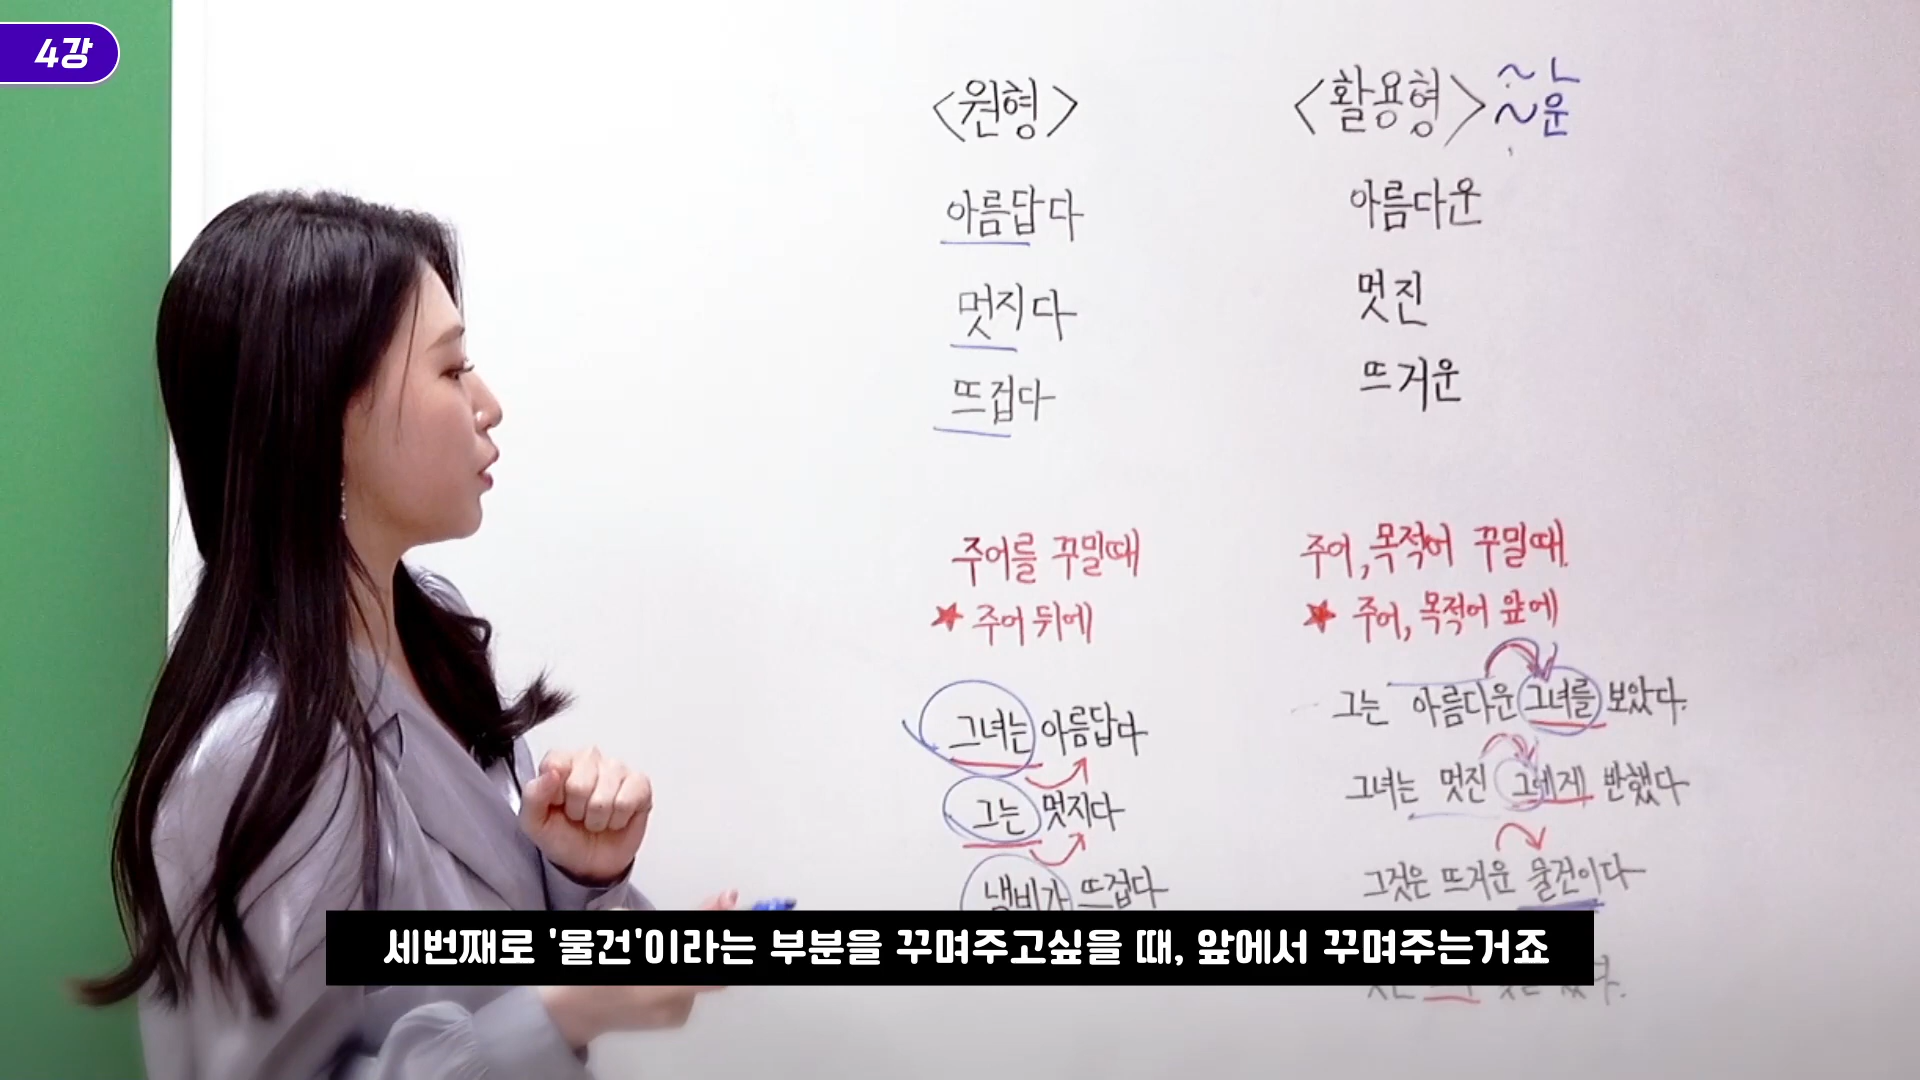 4강
<원형>
아름답다
멋지다
뜨겁다
주어를 꾸밀때
★ 주어 뒤에
그녀는 아름답다
그는 멋지다
냄비가 뜨겁다
<활용형> ~ㄴ
~운
아름다운
멋진
뜨거운
주어, 목적어 꾸밀때.
★ 주어, 목적어 앞에
그는 아름다운 그녀를 보았다.
그녀는 멋진 그에게 반했다
그것은 뜨거운 물건이다
세번째로 '물건'이라는 부분을 꾸며주고싶을 때, 앞에서 꾸며주는거죠